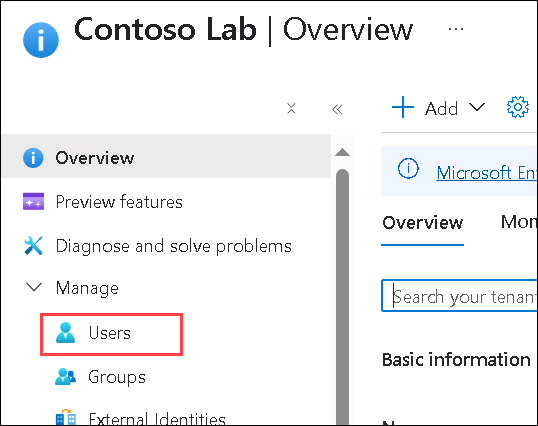 Contoso Lab | Overview ...
Add
Overview
Preview features
Diagnose and solve problems
Manage
Users
Groups
External Identities
Microsoft En
Overview
Mon
Search your tenant
Basic information